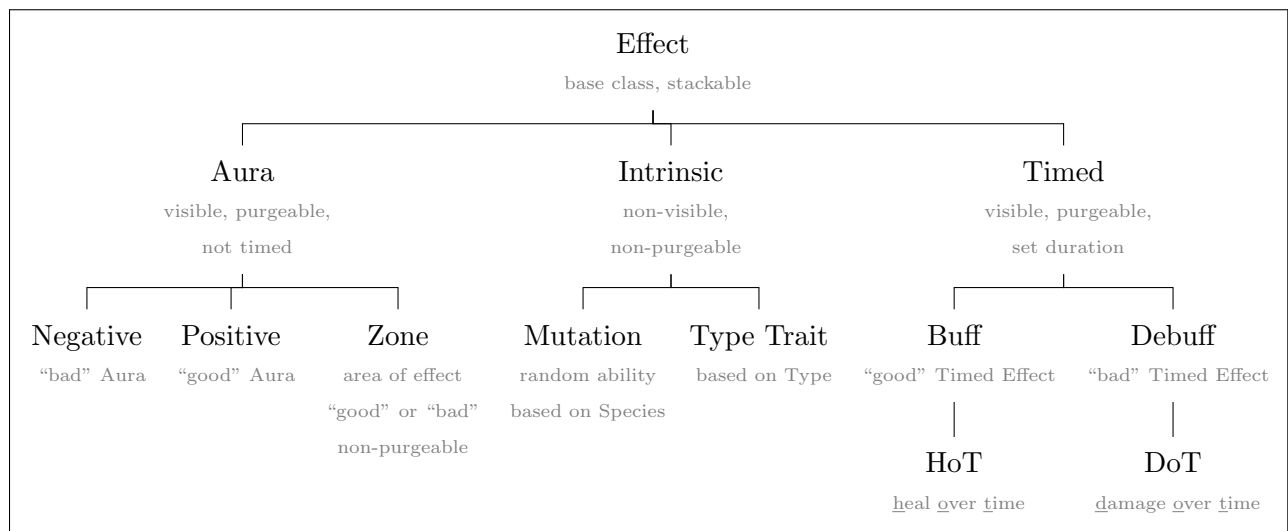 Effect
base class, stackable
Aura
visible, purgeable,
not timed
Intrinsic
non-visible,
non-purgeable
Timed
visible, purgeable,
set duration
Negative
“bad” Aura
Positive
“good” Aura
Zone
area of effect
“good” or “bad”
non-purgeable
Mutation
random ability
based on Species
Type Trait
based on Type
Buff
“good” Timed Effect
Debuff
“bad” Timed Effect
HoT
heal over time
DoT
damage over time